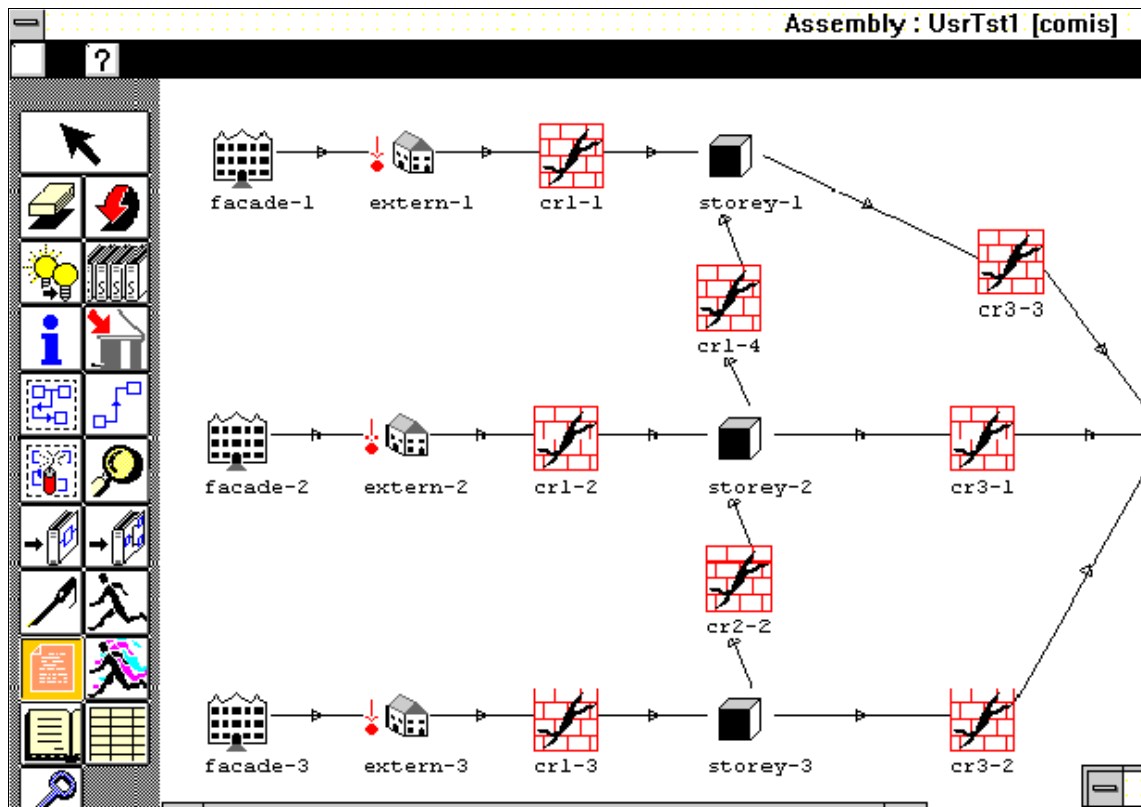 Assembly : UsrTst1 [comis]
?
facade-1 extern-1 cr1-1 storey-1
cr3-3
cr1-4
facade-2 extern-2 cr1-2 storey-2 cr3-1
cr2-2
facade-3 extern-3 cr1-3 storey-3 cr3-2